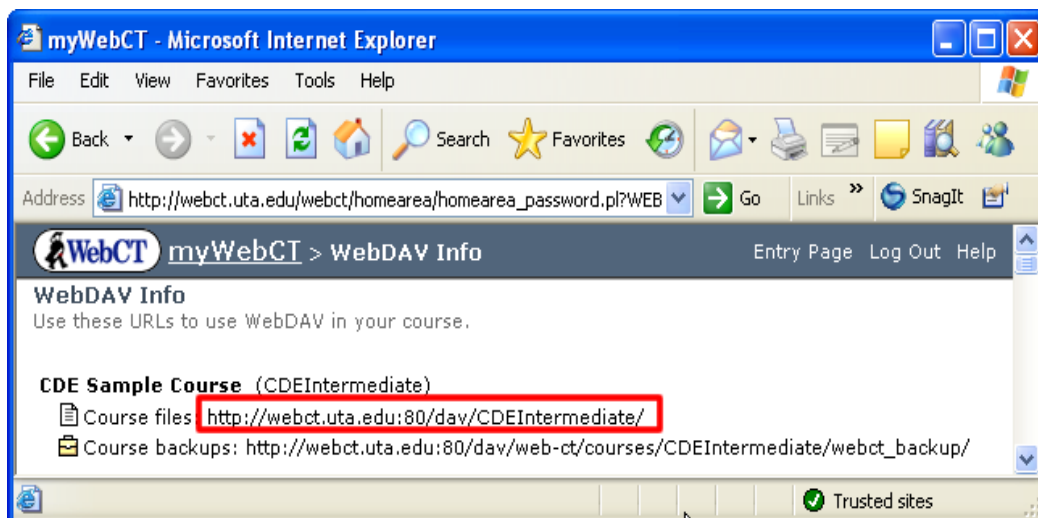 myWebCT - Microsoft Internet Explorer
File Edit View Favorites Tools Help
Back Search Favorites
Address http://webct.uta.edu/webct/homearea/homearea_password.pl?WEB Go Links » SnagIt
WebCT myWebCT > WebDAV Info Entry Page Log Out Help
WebDAV Info
Use these URLs to use WebDAV in your course.
CDE Sample Course (CDEIntermediate)
Course files: http://webct.uta.edu:80/dav/CDEIntermediate/
Course backups: http://webct.uta.edu:80/dav/web-ct/courses/CDEIntermediate/webct_backup/
Trusted sites